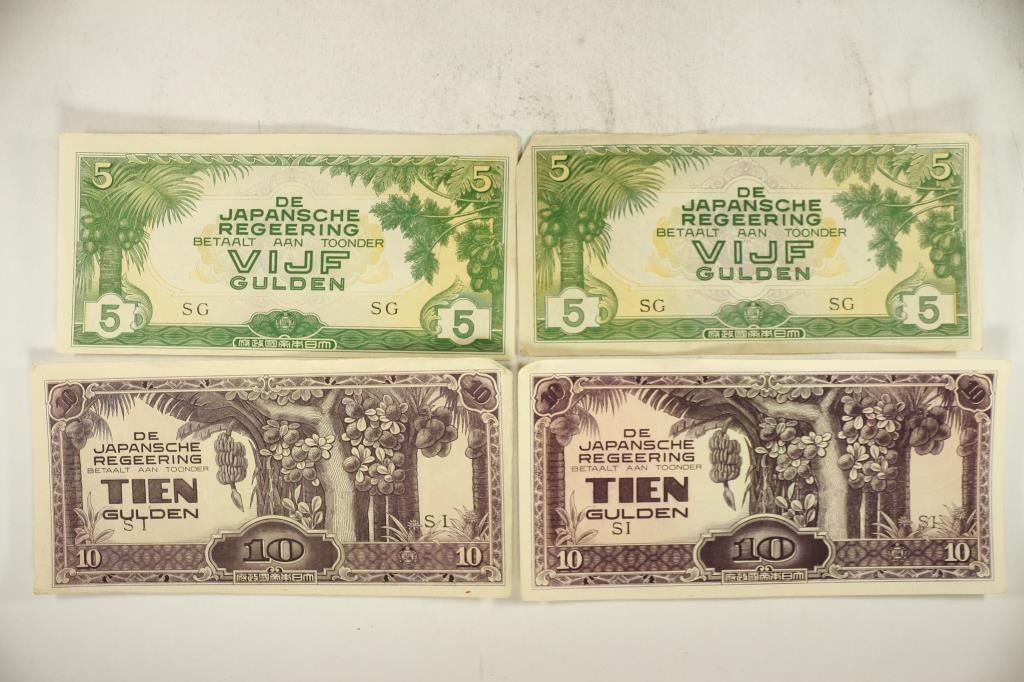 5 5
DE
JAPANSCHE
REGEERING
BETAALT AAN TOONDER
VIJF
GULDEN
SG SG
5 5
府政國帝本日大
5 5
DE
JAPANSCHE
REGEERING
BETAALT AAN TOONDER
VIJF
GULDEN
SG SG
5 5
府政國帝本日大
10 10
DE
JAPANSCHE
REGEERING
BETAALT AAN TOONDER
TIEN
GULDEN
SI SI
10 10 10
府政國帝本日大
10 10
DE
JAPANSCHE
REGEERING
BETAALT AAN TOONDER
TIEN
GULDEN
SI SI
10 10 10
府政國帝本日大